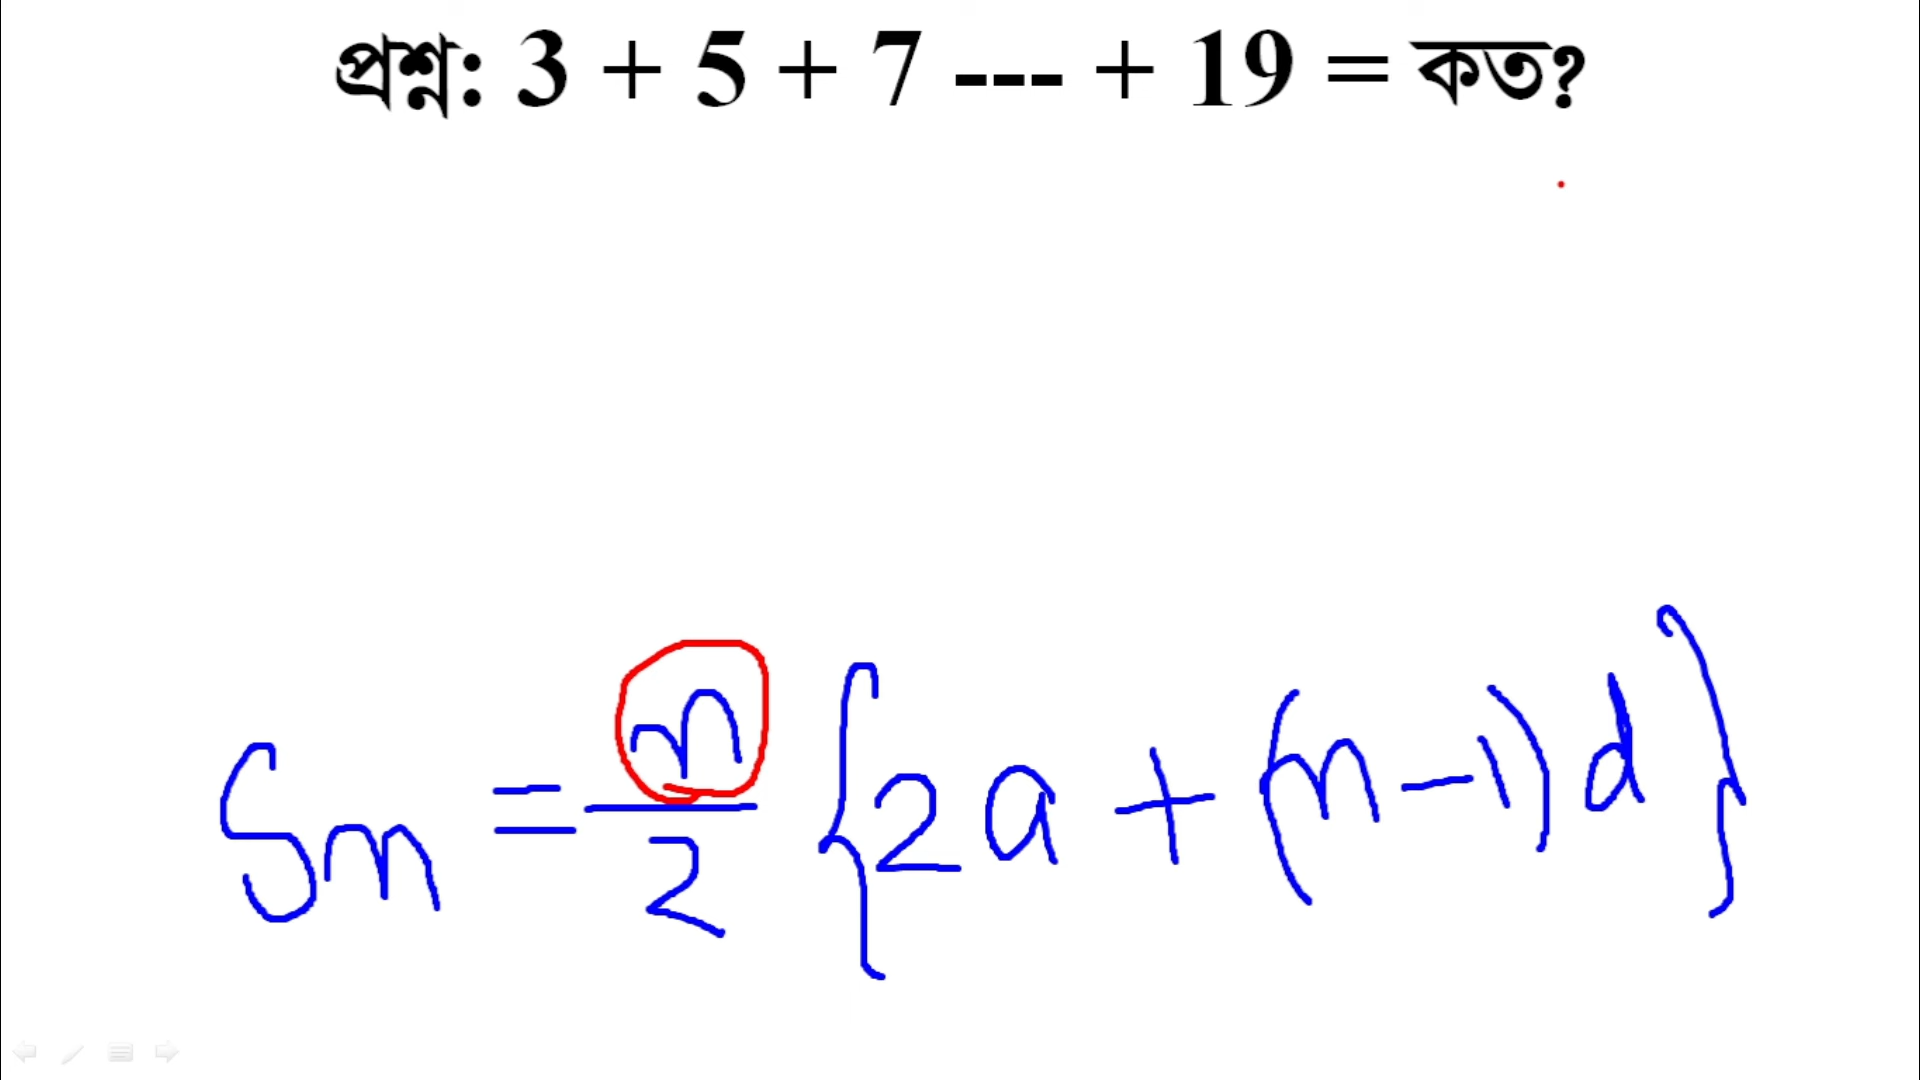 প্রশ্ন: 3 + 5 + 7 --- + 19 = কত?
Sn = n/2 {2a + (n-1)d}